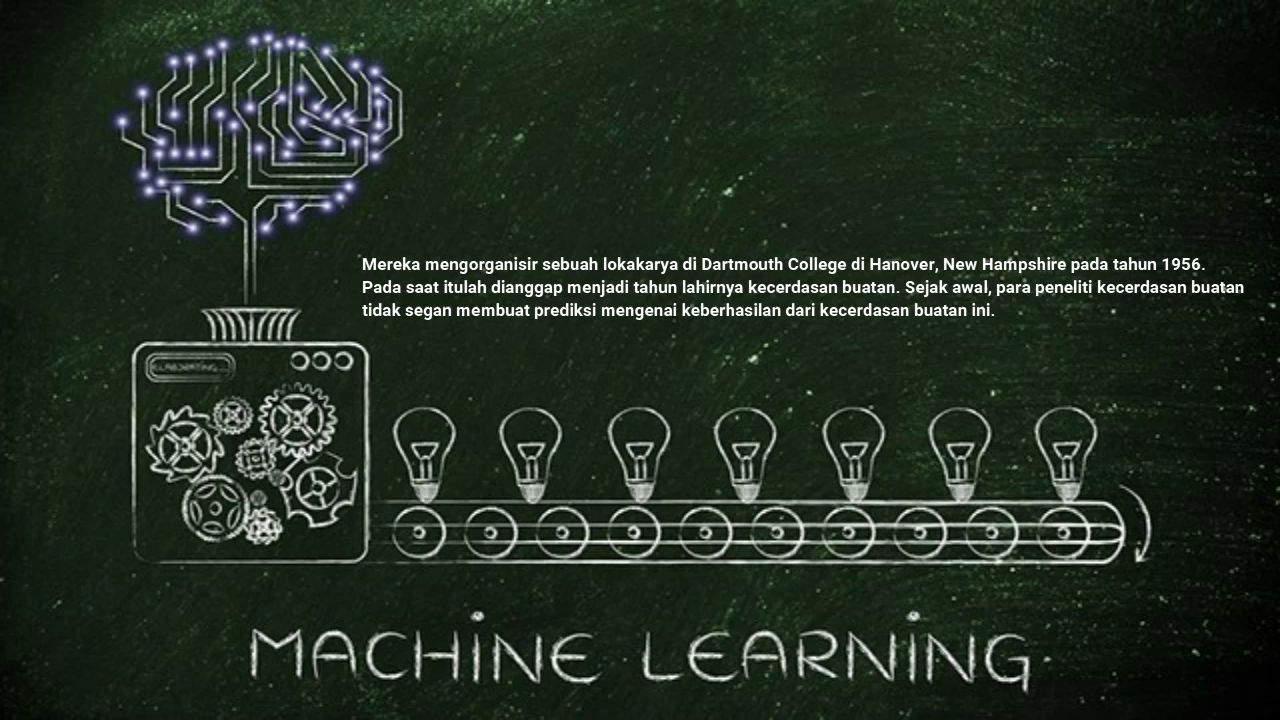 Mereka mengorganisir sebuah lokakarya di Dartmouth College di Hanover, New Hampshire pada tahun 1956.
Pada saat itulah dianggap menjadi tahun lahirnya kecerdasan buatan. Sejak awal, para peneliti kecerdasan buatan
tidak segan membuat prediksi mengenai keberhasilan dari kecerdasan buatan ini.
ELABORATING...
MACHiNE LEARNiNG